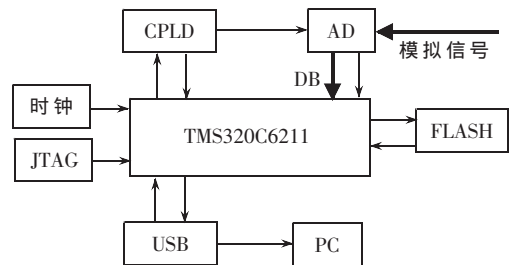 CPLD
AD
模拟信号
DB
时钟
TMS320C6211
FLASH
JTAG
USB
PC